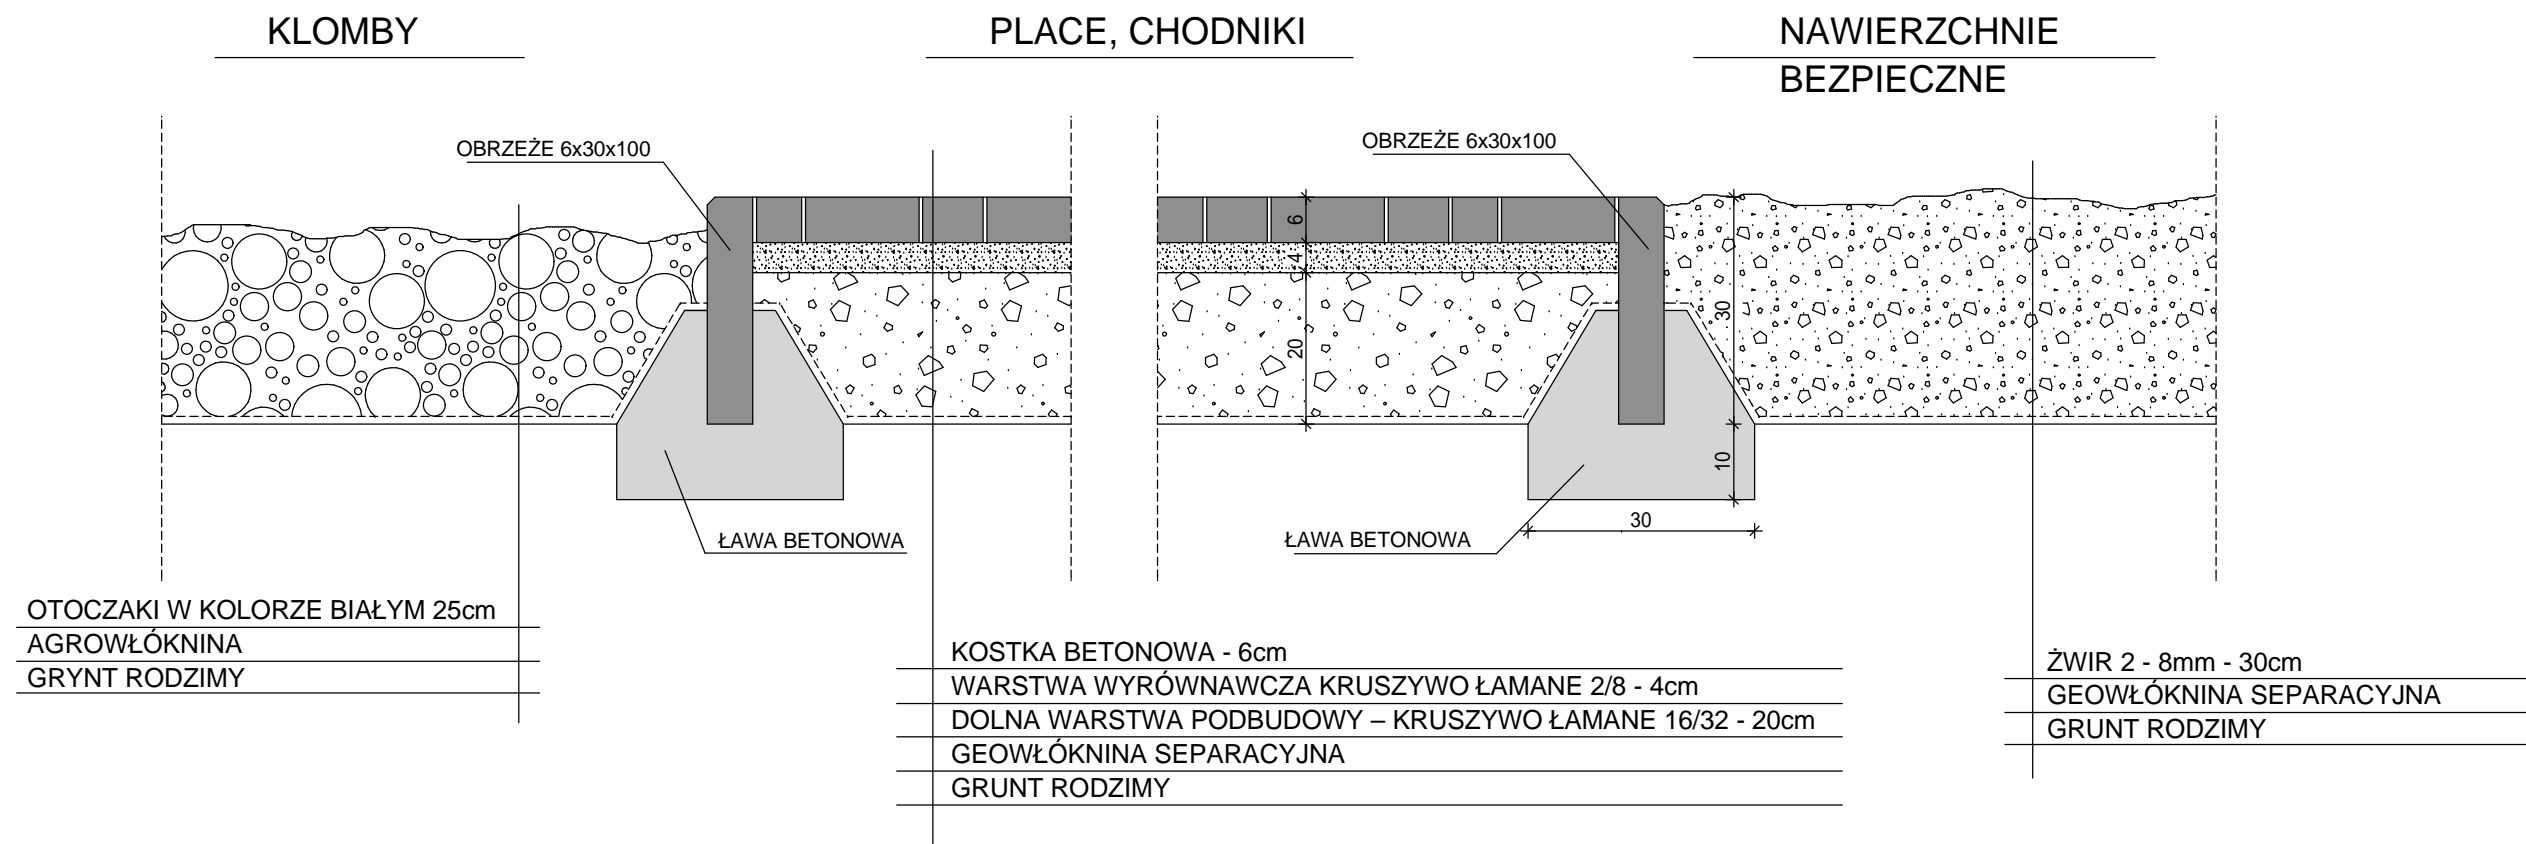 KLOMBY
PLACE, CHODNIKI
NAWIERZCHNIE
BEZPIECZNE
OBRZEŻE 6x30x100
OBRZEŻE 6x30x100
6
4
20
30
10
30
ŁAWA BETONOWA
ŁAWA BETONOWA
OTOCZAKI W KOLORZE BIAŁYM 25cm
AGROWŁÓKNINA
GRYNT RODZIMY
KOSTKA BETONOWA - 6cm
WARSTWA WYRÓWNAWCZA KRUSZYWO ŁAMANE 2/8 - 4cm
DOLNA WARSTWA PODBUDOWY – KRUSZYWO ŁAMANE 16/32 - 20cm
GEOWŁÓKNINA SEPARACYJNA
GRUNT RODZIMY
ŻWIR 2 - 8mm - 30cm
GEOWŁÓKNINA SEPARACYJNA
GRUNT RODZIMY